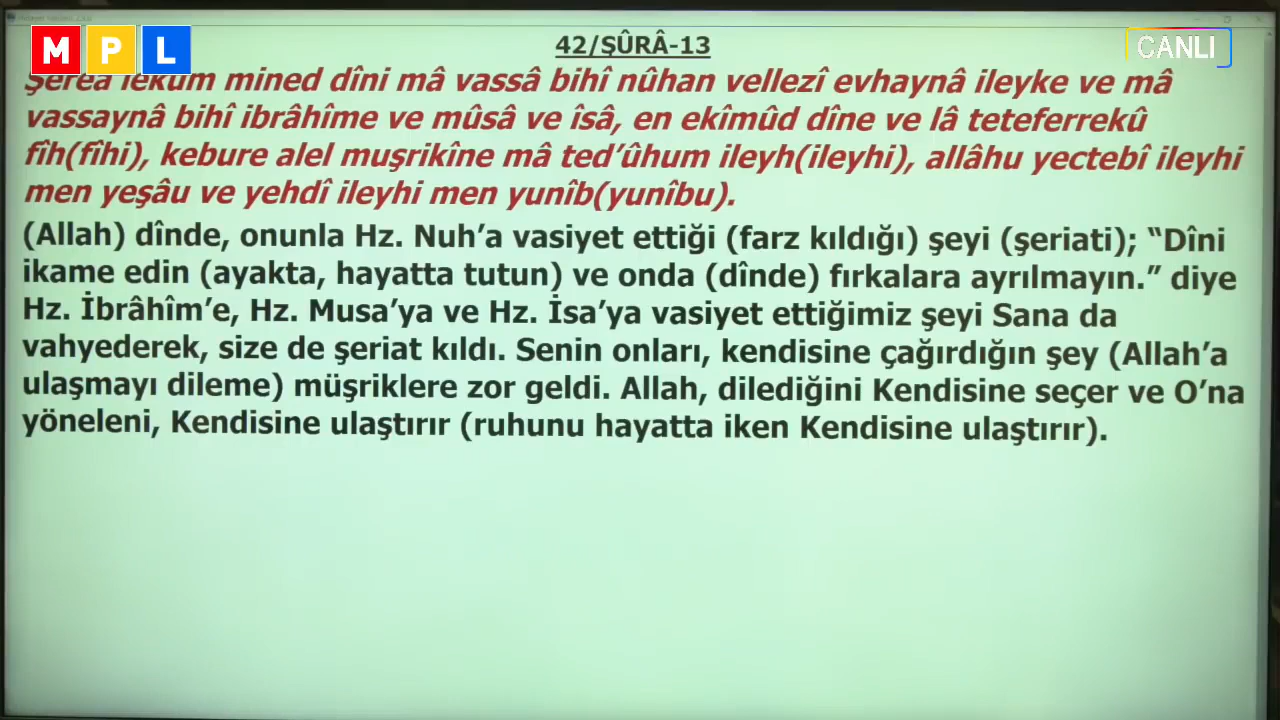 M P L
CANLI
42/ŞÛRÂ-13
Şerea lekum mined dîni mâ vassâ bihî nûhan vellezî evhaynâ ileyke ve mâ
vassaynâ bihî ibrâhîme ve mûsâ ve îsâ, en ekîmûd dîne ve lâ teteferrekû
fîh(fîhi), kebure alel muşrikîne mâ ted’ûhum ileyh(ileyhi), allâhu yectebî ileyhi
men yeşâu ve yehdî ileyhi men yunîb(yunîbu).
(Allah) dînde, onunla Hz. Nuh’a vasiyet ettiği (farz kıldığı) şeyi (şeriati); “Dîni
ikame edin (ayakta, hayatta tutun) ve onda (dînde) fırkalara ayrılmayın.” diye
Hz. İbrâhîm’e, Hz. Musa’ya ve Hz. İsa’ya vasiyet ettiğimiz şeyi Sana da
vahyederek, size de şeriat kıldı. Senin onları, kendisine çağırdığın şey (Allah’a
ulaşmayı dileme) müşriklere zor geldi. Allah, dilediğini Kendisine seçer ve O’na
yöneleni, Kendisine ulaştırır (ruhunu hayatta iken Kendisine ulaştırır).